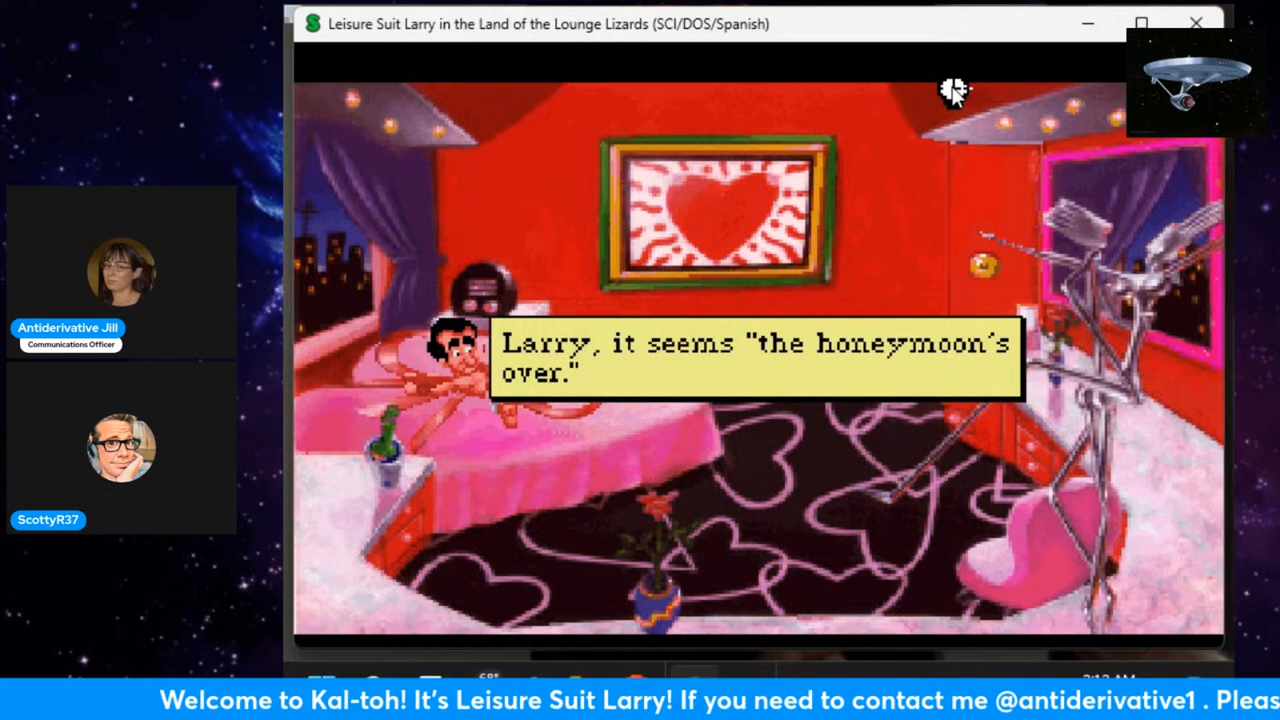 Leisure Suit Larry in the Land of the Lounge Lizards (SCI/DOS/Spanish)
Larry, it seems "the honeymoon's
over."
Antiderivative Jill
Communications Officer
ScottyR37
Welcome to Kal-toh! It's Leisure Suit Larry! If you need to contact me @antiderivative1 . Pleas